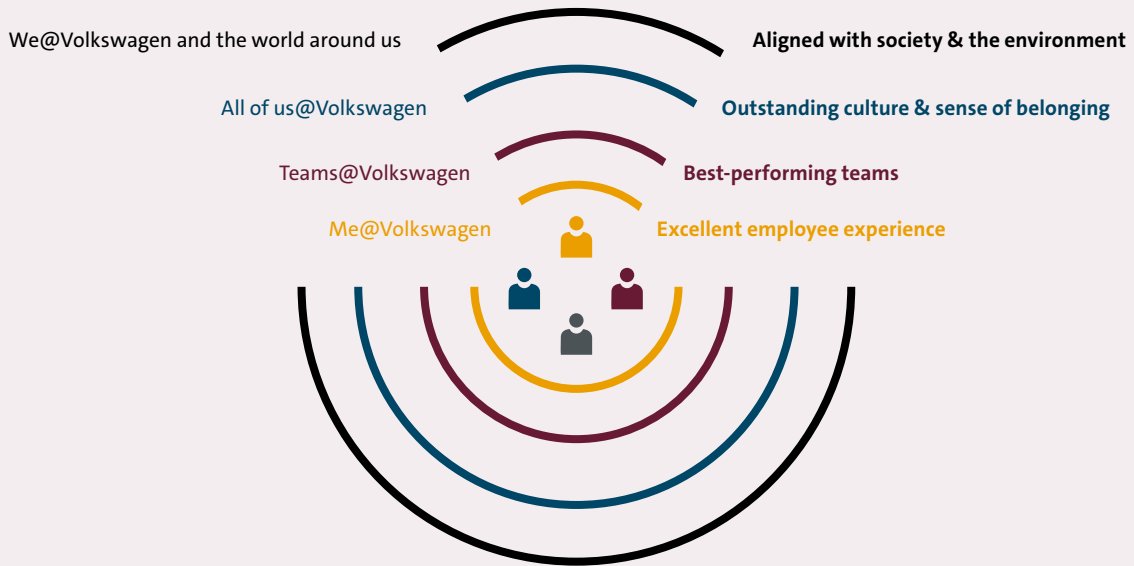 We@Volkswagen and the world around us
Aligned with society & the environment
All of us@Volkswagen
Outstanding culture & sense of belonging
Teams@Volkswagen
Best-performing teams
Me@Volkswagen
Excellent employee experience